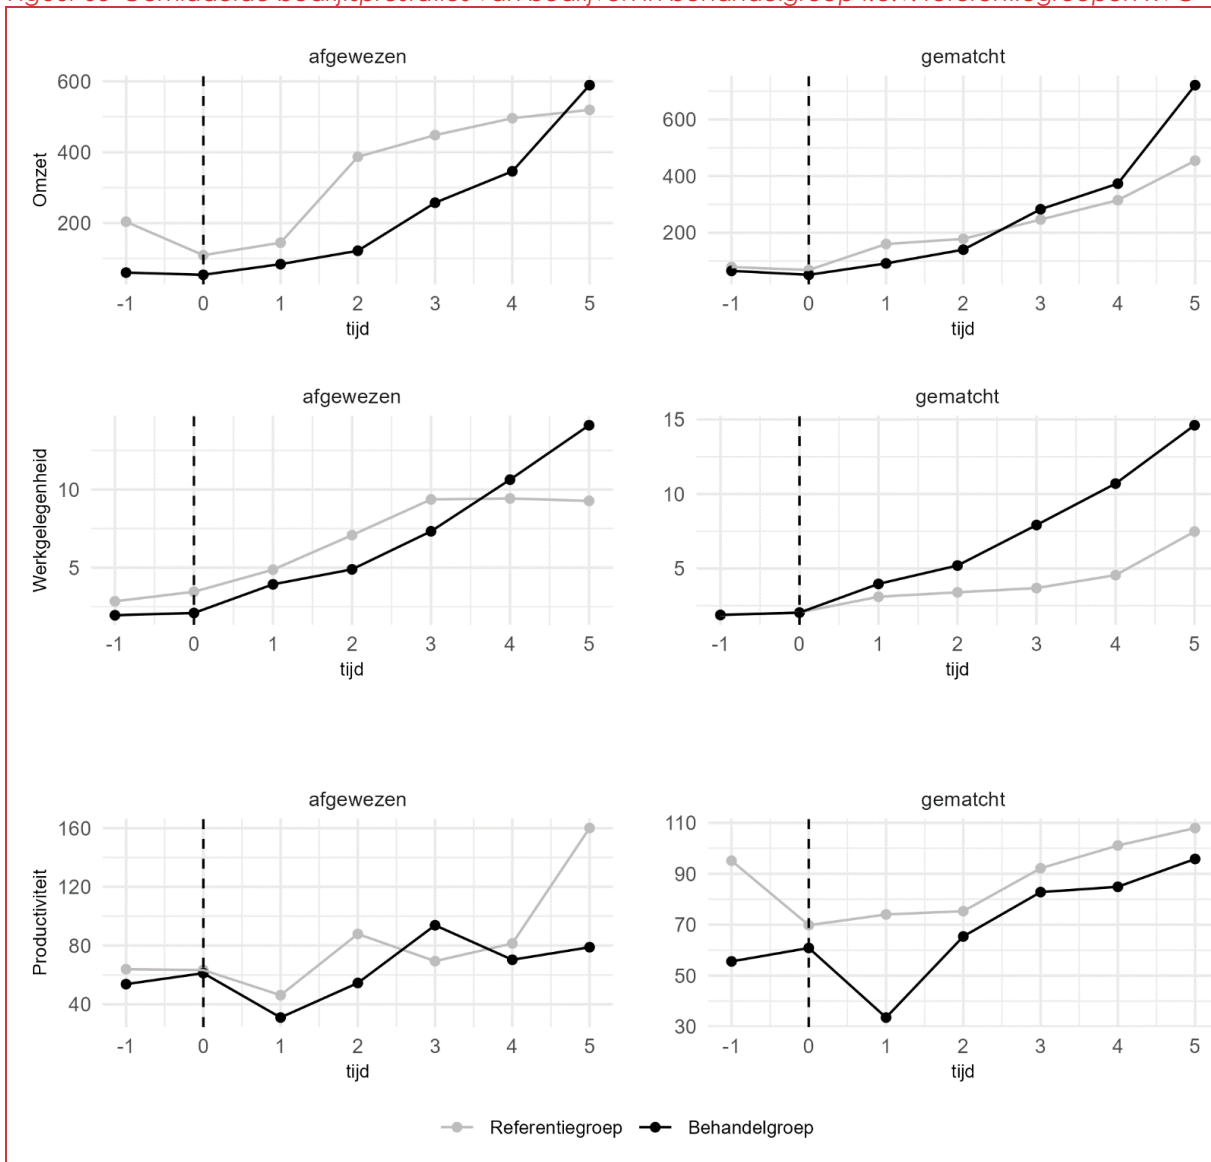 afgewezen
gematcht
Omzet
600
400
200
-1 0 1 2 3 4 5
tijd
600
400
200
-1 0 1 2 3 4 5
tijd
afgewezen
gematcht
Werkgelegenheid
10
5
-1 0 1 2 3 4 5
tijd
15
10
5
-1 0 1 2 3 4 5
tijd
afgewezen
gematcht
Productiviteit
160
120
80
40
-1 0 1 2 3 4 5
tijd
110
90
70
50
30
-1 0 1 2 3 4 5
tijd
Referentiegroep Behandelgroep